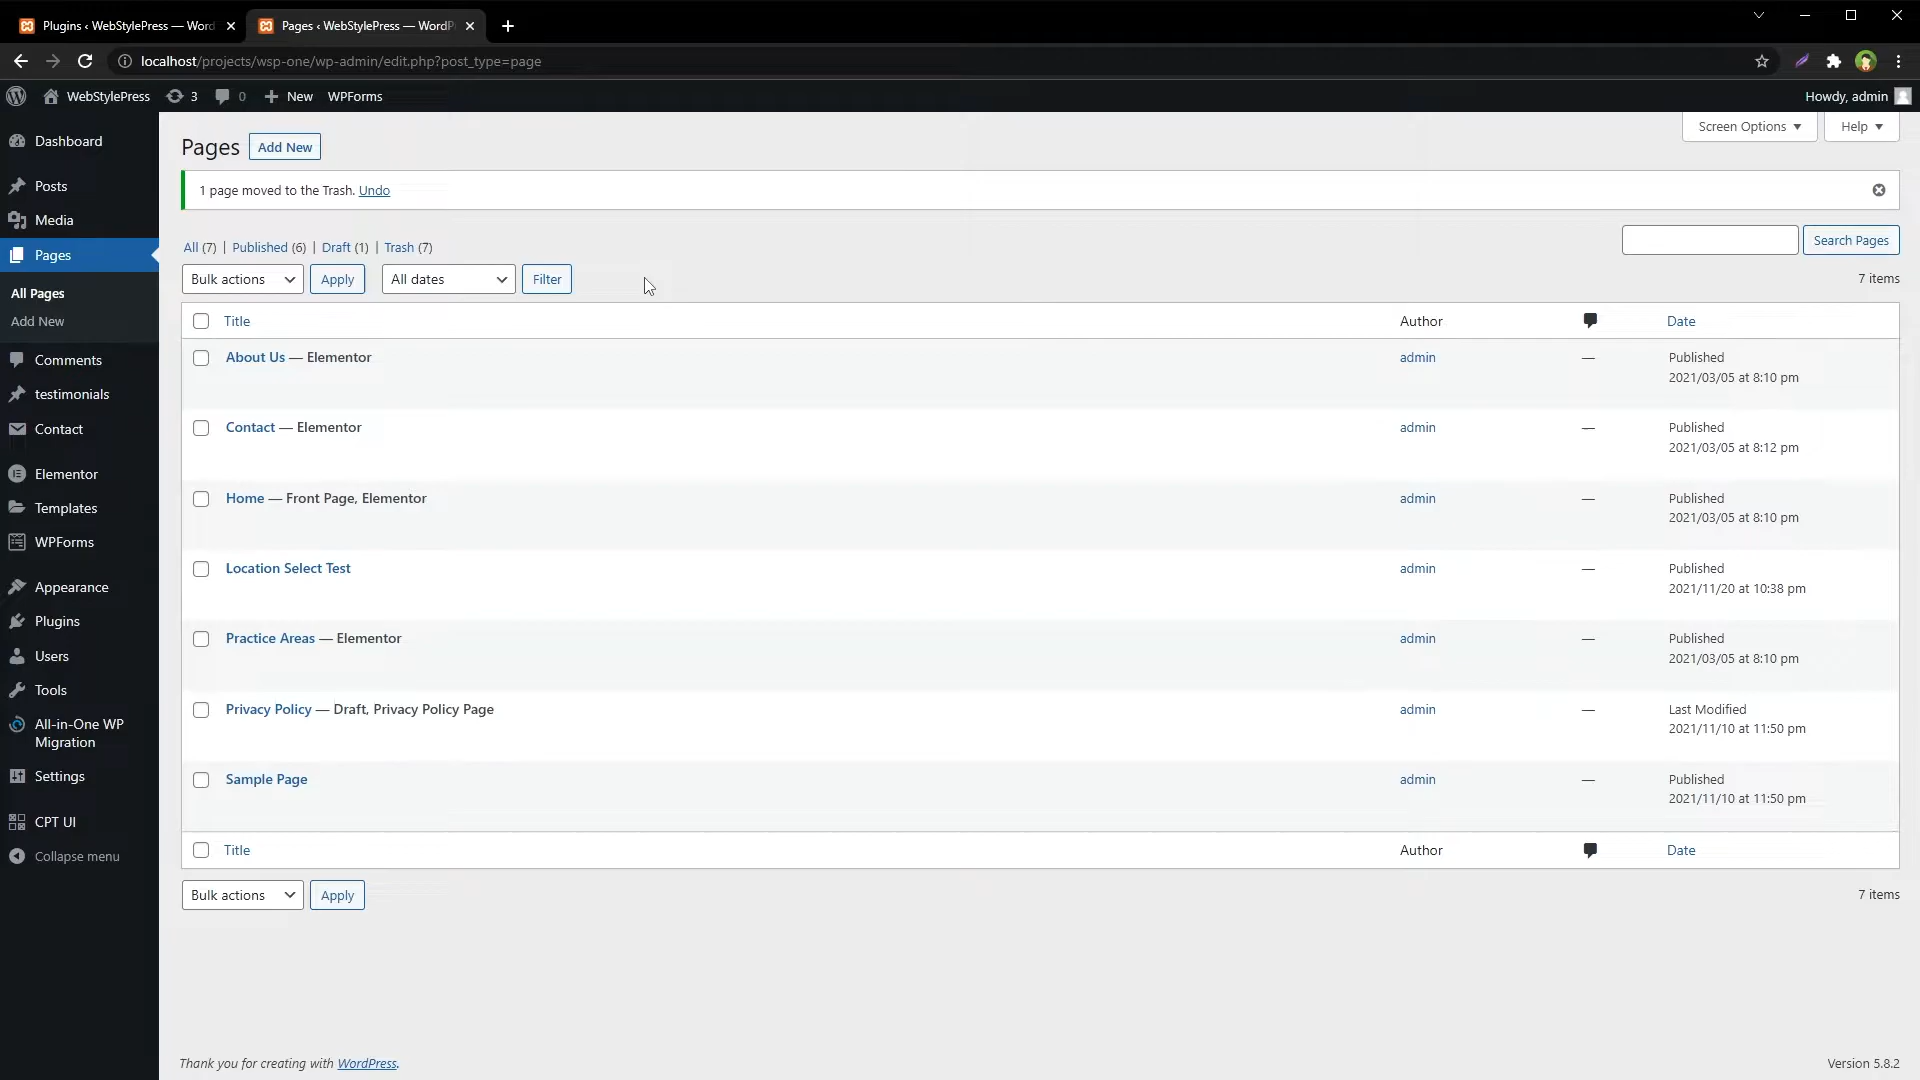 Plugins ‹ WebStylePress — Word
Pages ‹ WebStylePress — WordP
localhost/projects/wsp-one/wp-admin/edit.php?post_type=page
WebStylePress 3 0 New WPForms Howdy, admin
Screen Options Help
Dashboard
Posts
Media
Pages
All Pages
Add New
Comments
testimonials
Contact
Elementor
Templates
WPForms
Appearance
Plugins
Users
Tools
All-in-One WP
Migration
Settings
CPT UI
Collapse menu
Pages Add New
1 page moved to the Trash. Undo
All (7) | Published (6) | Draft (1) | Trash (7)
Search Pages
Bulk actions Apply All dates Filter 7 items
Title Author Date
About Us — Elementor admin — Published
2021/03/05 at 8:10 pm
Contact — Elementor admin — Published
2021/03/05 at 8:12 pm
Home — Front Page, Elementor admin — Published
2021/03/05 at 8:10 pm
Location Select Test admin — Published
2021/11/20 at 10:38 pm
Practice Areas — Elementor admin — Published
2021/03/05 at 8:10 pm
Privacy Policy — Draft, Privacy Policy Page admin — Last Modified
2021/11/10 at 11:50 pm
Sample Page admin — Published
2021/11/10 at 11:50 pm
Title Author Date
Bulk actions Apply 7 items
Thank you for creating with WordPress. Version 5.8.2